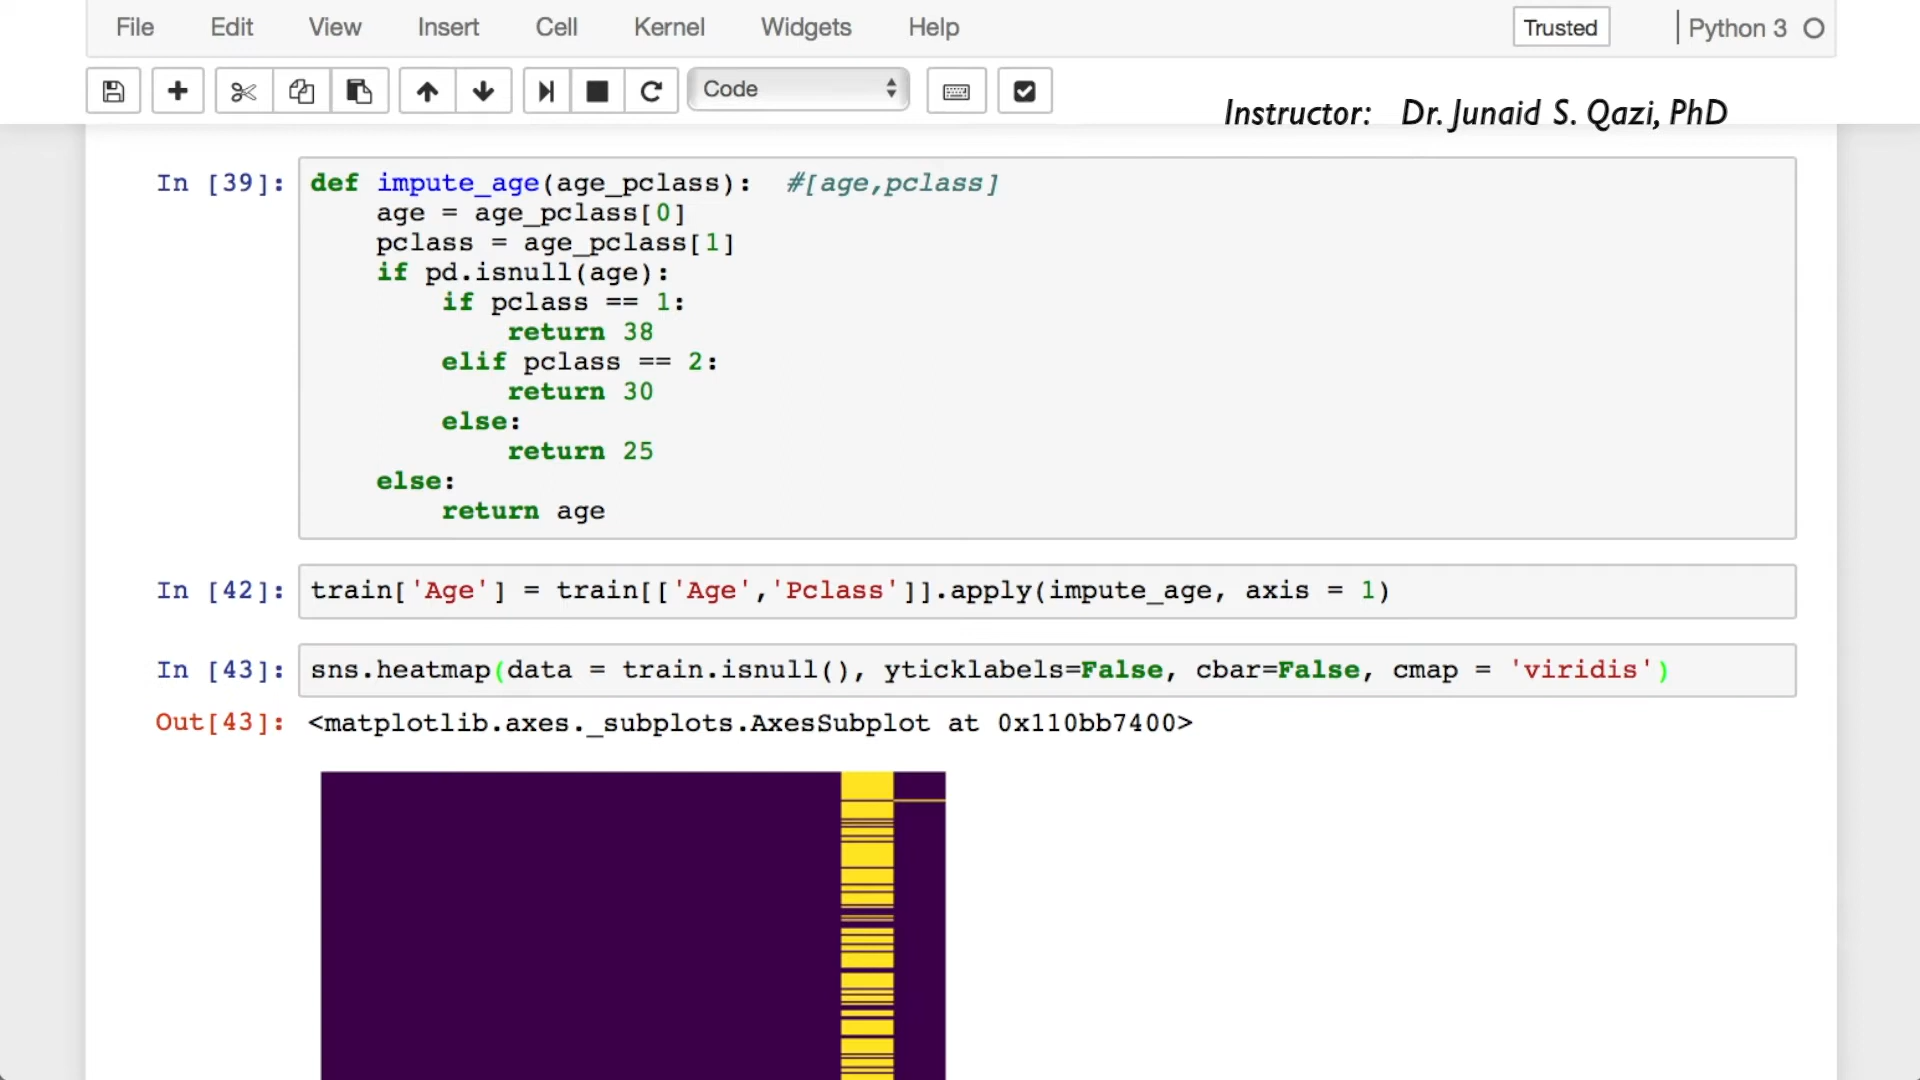 File Edit View Insert Cell Kernel Widgets Help Trusted Python 3
Code
Instructor: Dr. Junaid S. Qazi, PhD
In [39]: def impute_age(age_pclass): #[age,pclass]
age = age_pclass[0]
pclass = age_pclass[1]
if pd.isnull(age):
if pclass == 1:
return 38
elif pclass == 2:
return 30
else:
return 25
else:
return age
In [42]: train['Age'] = train[['Age','Pclass']].apply(impute_age, axis = 1)
In [43]: sns.heatmap(data = train.isnull(), yticklabels=False, cbar=False, cmap = 'viridis')
Out[43]: <matplotlib.axes._subplots.AxesSubplot at 0x110bb7400>